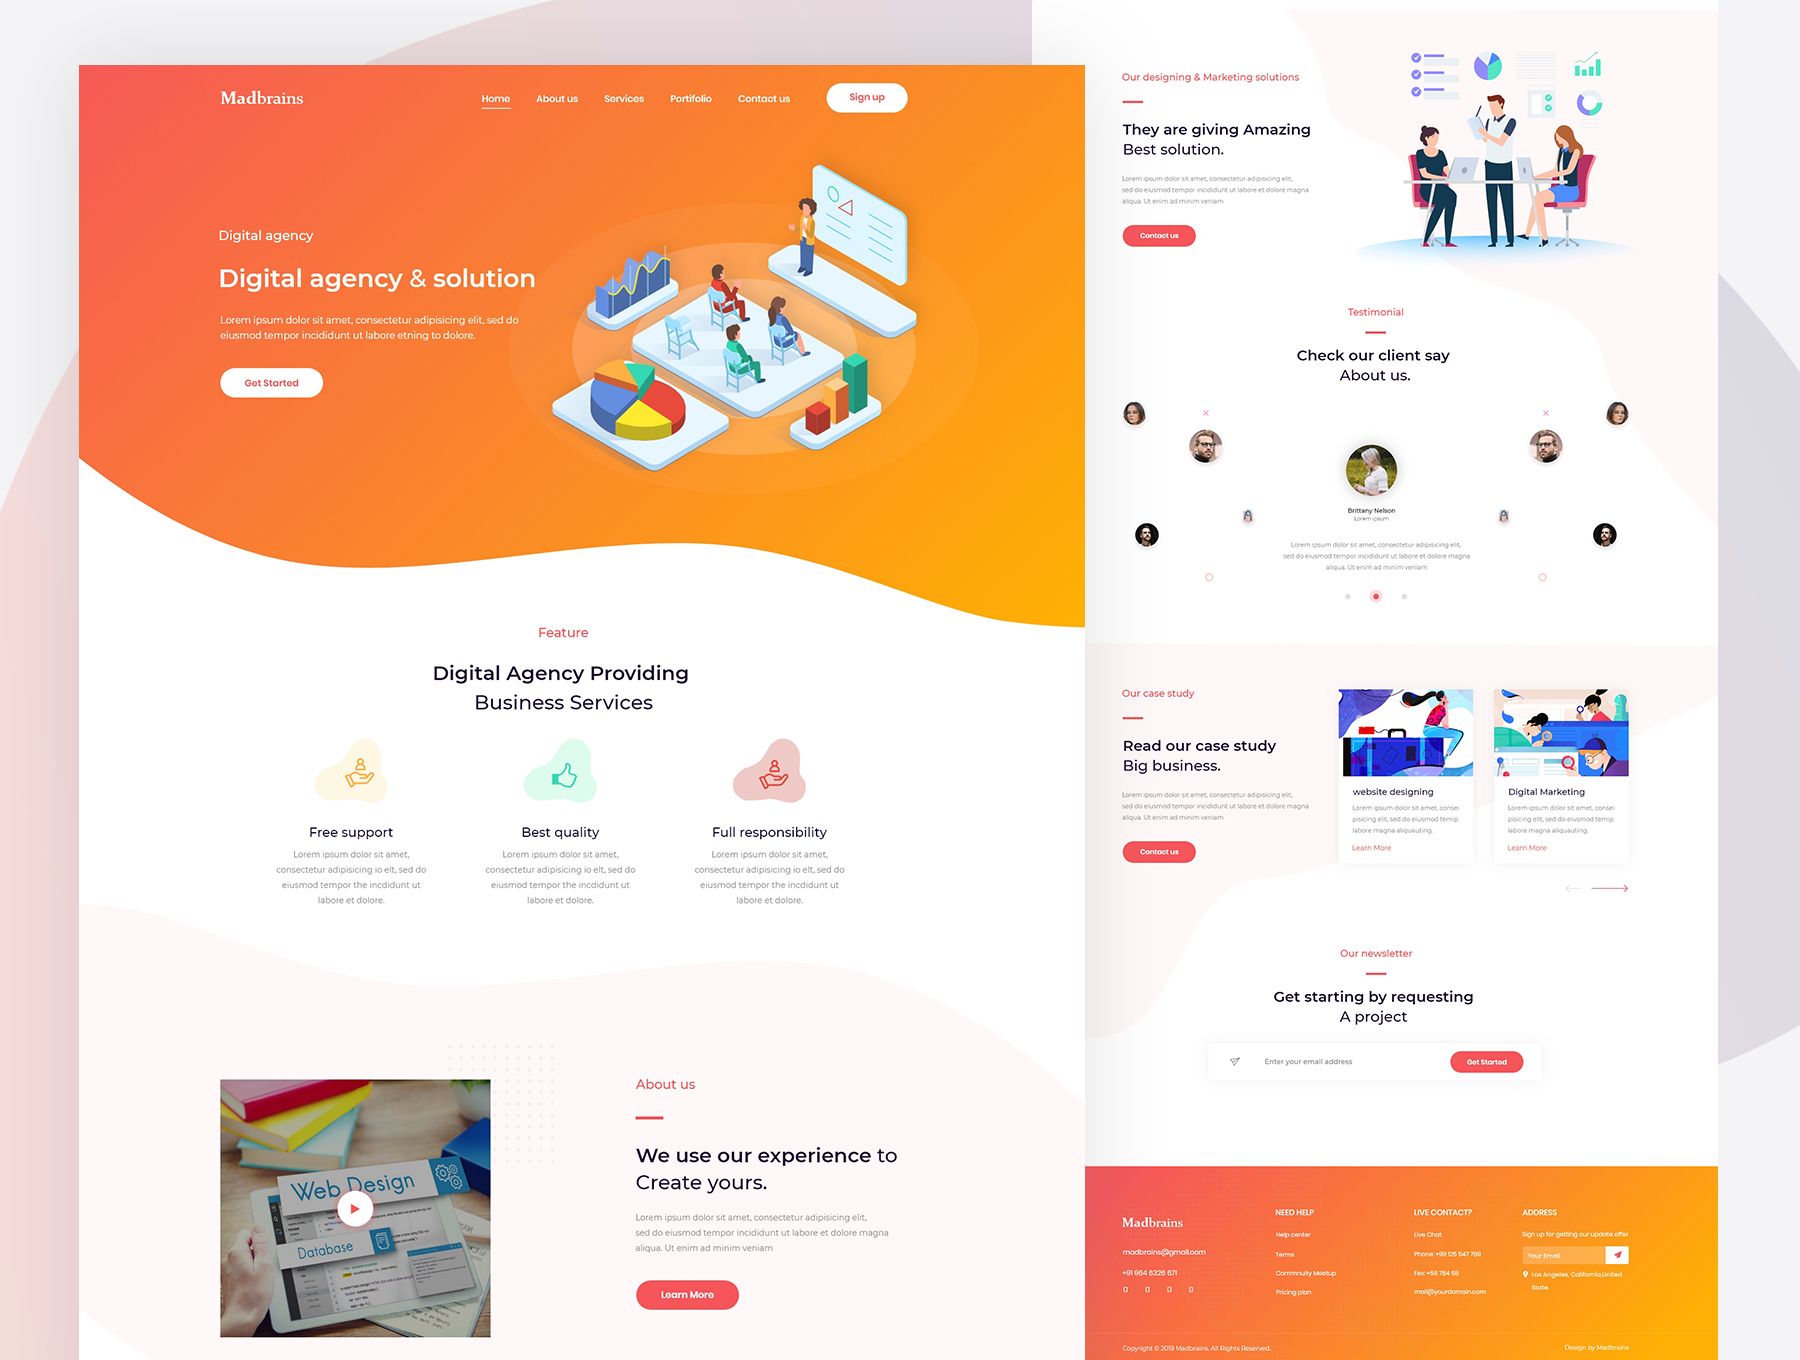 Madbrains
Home
About us
Services
Portifolio
Contact us
Sign up
Digital agency
Digital agency & solution
Lorem ipsum dolor sit amet, consectetur adipisicing elit, sed do
eiusmod tempor incididunt ut labore etning to dolore.
Get Started
Feature
Digital Agency Providing
Business Services
Free support
Lorem ipsum dolor sit amet,
consectetur adipisicing io elt, sed do
eiusmod tempor the incdidunt ut
labore et dolore.
Best quality
Lorem ipsum dolor sit amet,
consectetur adipisicing io elt, sed do
eiusmod tempor the incdidunt ut
labore et dolore.
Full responsibility
Lorem ipsum dolor sit amet,
consectetur adipisicing io elt, sed do
eiusmod tempor the incdidunt ut
labore et dolore.
Web Design
Database
About us
We use our experience to
Create yours.
Lorem ipsum dolor sit amet, consectetur adipisicing elit,
sed do eiusmod tempor incididunt ut labore et dolore magna
aliqua. Ut enim ad minim veniam
Learn More
Our designing & Marketing solutions
They are giving Amazing
Best solution.
Lorem ipsum dolor sit amet, consectetur adipisicing elit,
sed do eiusmod tempor incididunt ut labore et dolore magna
aliqua. Ut enim ad minim veniam
Contact us
Testimonial
Check our client say
About us.
Brittany Nelson
Lorem ipsum
Lorem ipsum dolor sit amet, consectetur adipisicing elit,
sed do eiusmod tempor incididunt ut labore et dolore magna
aliqua. Ut enim ad minim veniam
Our case study
Read our case study
Big business.
Lorem ipsum dolor sit amet, consectetur adipisicing elit,
sed do eiusmod tempor incididunt ut labore et dolore magna
aliqua. Ut enim ad minim veniam
Contact us
website designing
Lorem ipsum dolor sit amet, consei
pisicing elit, sed do eiusmod temip
labore magna aliquauting.
Learn More
Digital Marketing
Lorem ipsum dolor sit amet, consei
pisicing elit, sed do eiusmod temip
labore magna aliquauting.
Learn More
Our newsletter
Get starting by requesting
A project
Enter your email address
Get Started
Madbrains
madbrains@gmail.com
+91 964 6326 671
NEED HELP
Help center
Terms
Commnuity Meetup
Pricing plan
LIVE CONTACT?
Live Chat
Phone: +99 125 547 789
Fex: +58 784 58
mail@yourdomain.com
ADDRESS
Sign up for getting our update offer
Your Email
Los Angeles, California,United
State.
Copyright © 2019 Madbrains. All Rights Reserved.
Design by Madbrains